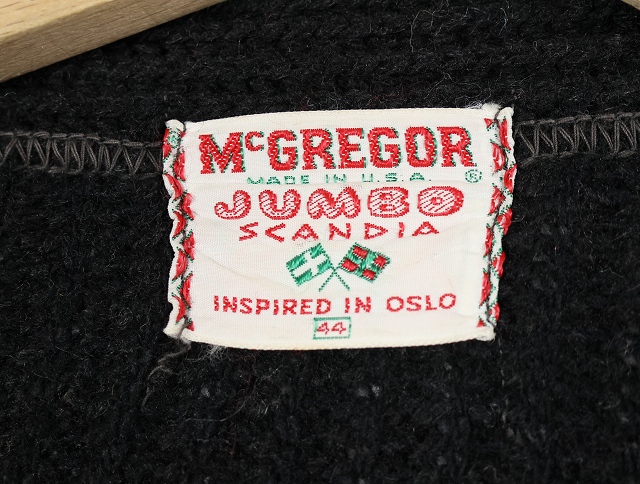 McGREGOR
MADE IN U.S.A. ®
JUMBO
SCANDIA
INSPIRED IN OSLO
44